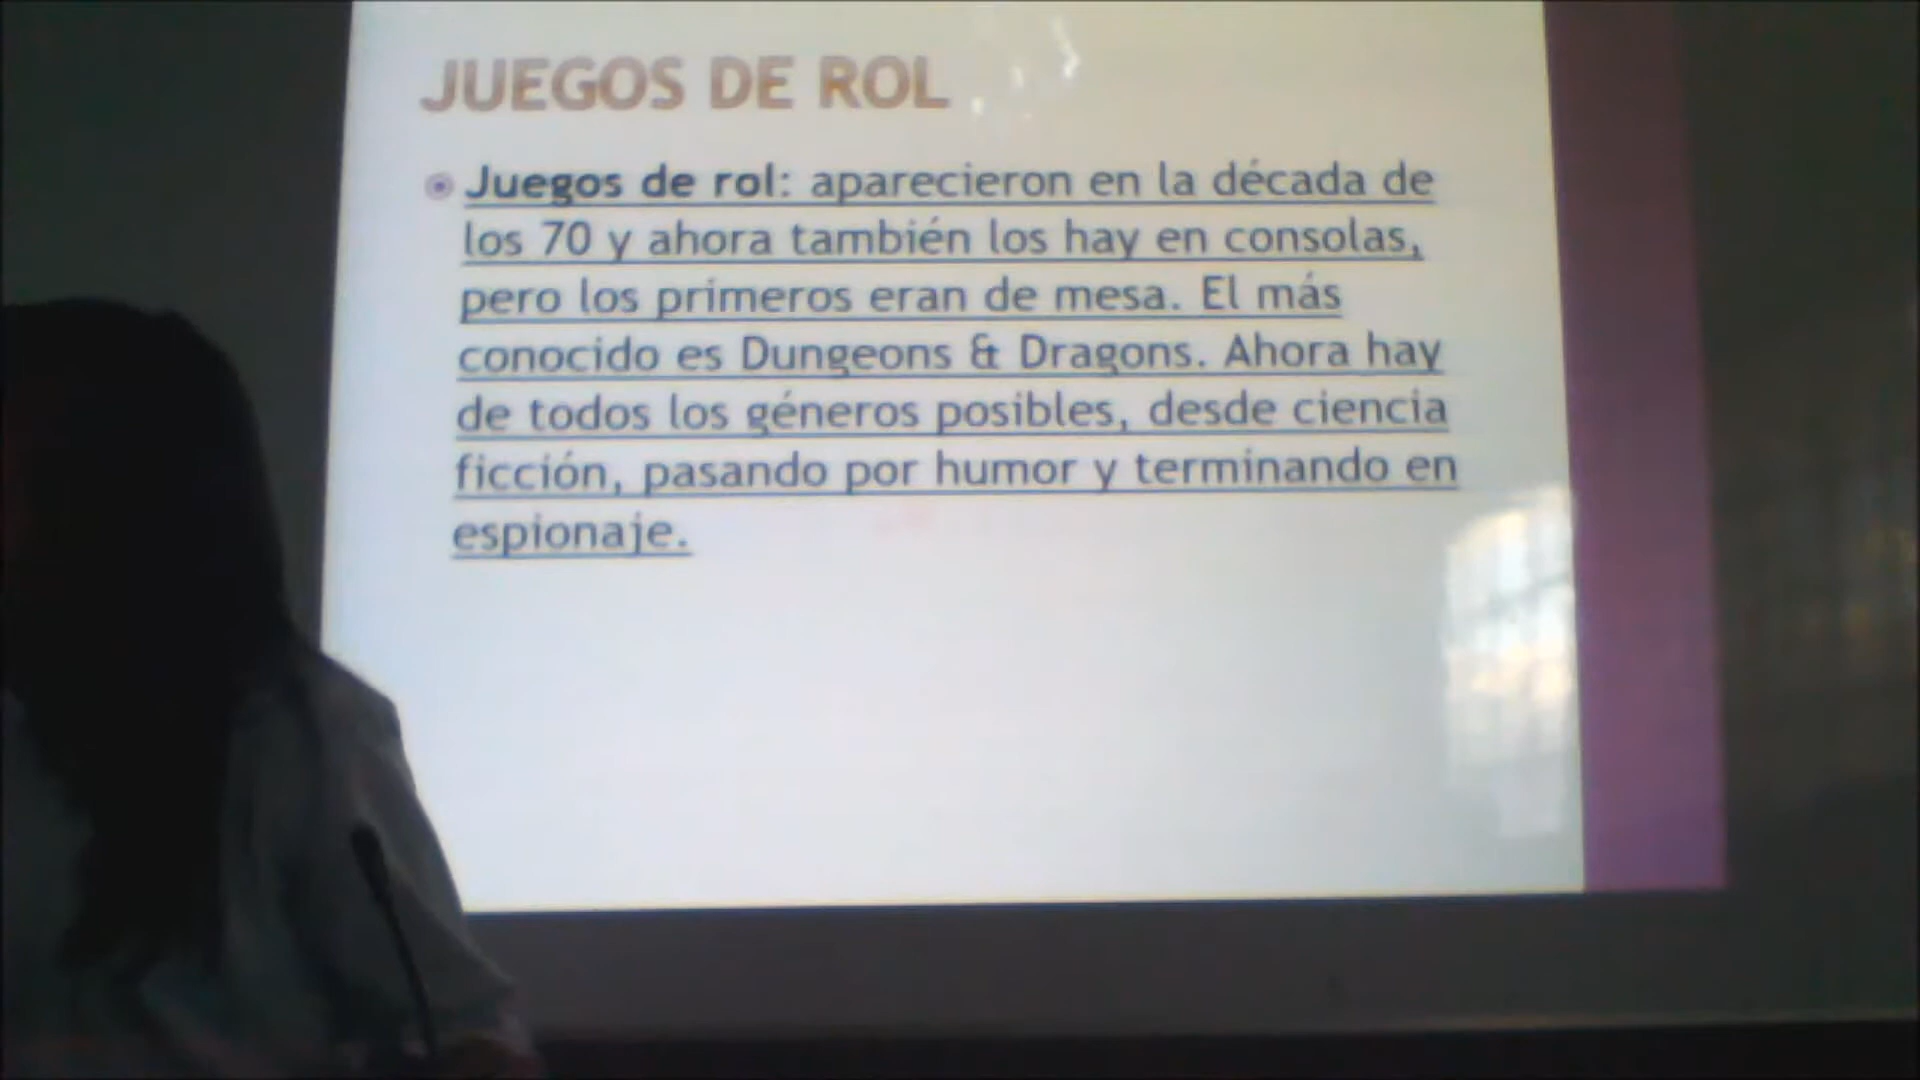 JUEGOS DE ROL
Juegos de rol: aparecieron en la década de
los 70 y ahora también los hay en consolas,
pero los primeros eran de mesa. El más
conocido es Dungeons & Dragons. Ahora hay
de todos los géneros posibles, desde ciencia
ficción, pasando por humor y terminando en
espionaje.